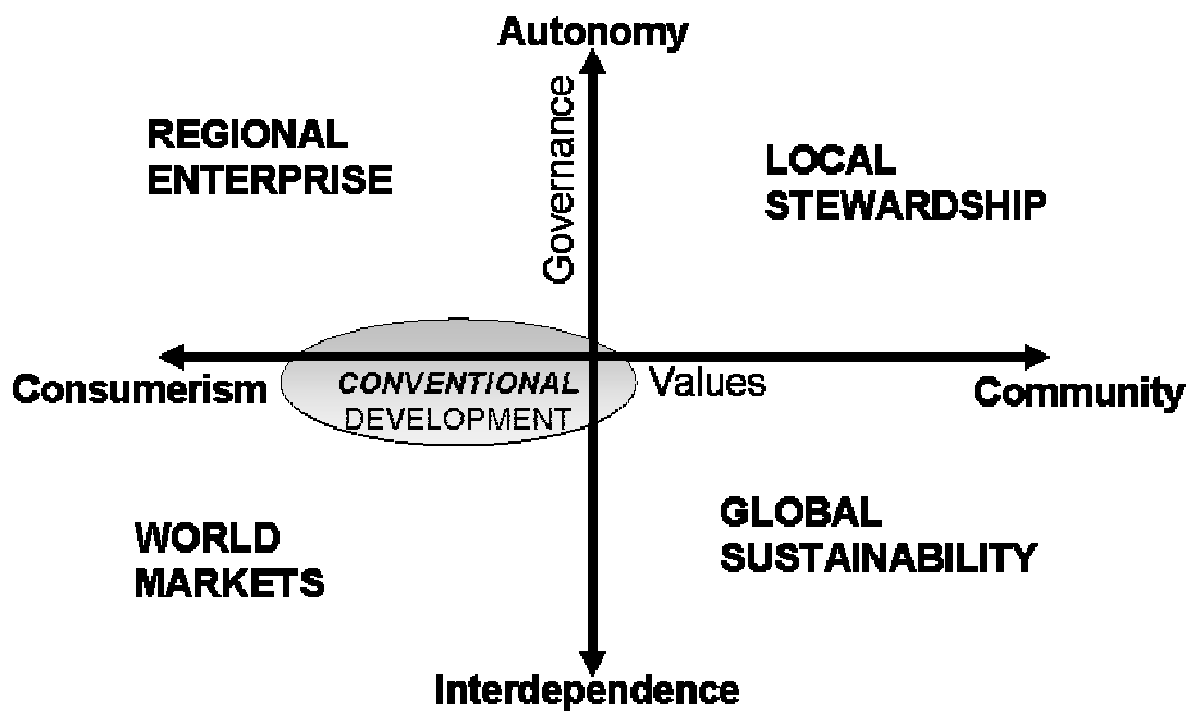 Autonomy
Governance
REGIONAL
ENTERPRISE
LOCAL
STEWARDSHIP
Consumerism
CONVENTIONAL
DEVELOPMENT
Values
Community
WORLD
MARKETS
GLOBAL
SUSTAINABILITY
Interdependence